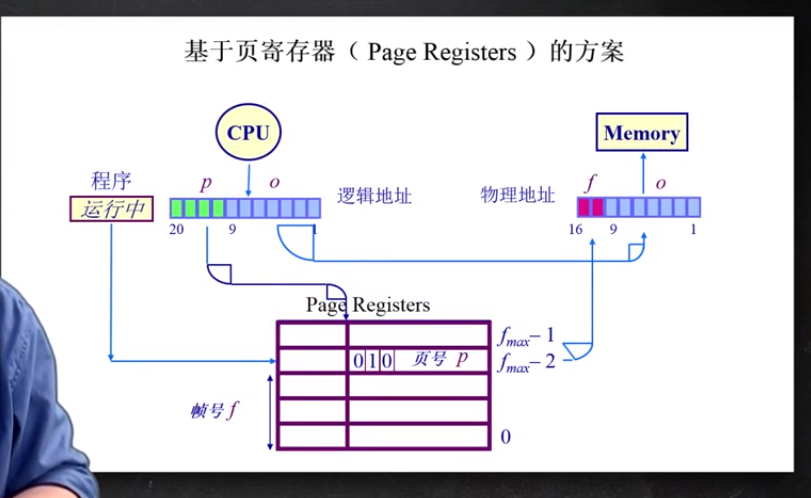 基于页寄存器（ Page Registers ）的方案
CPU
Memory
程序
运行中
p
o
逻辑地址
物理地址
f
o
20
9
1
16
9
1
Page Registers
f max – 1
0 1 0 页号 p
f max – 2
帧号 f
0